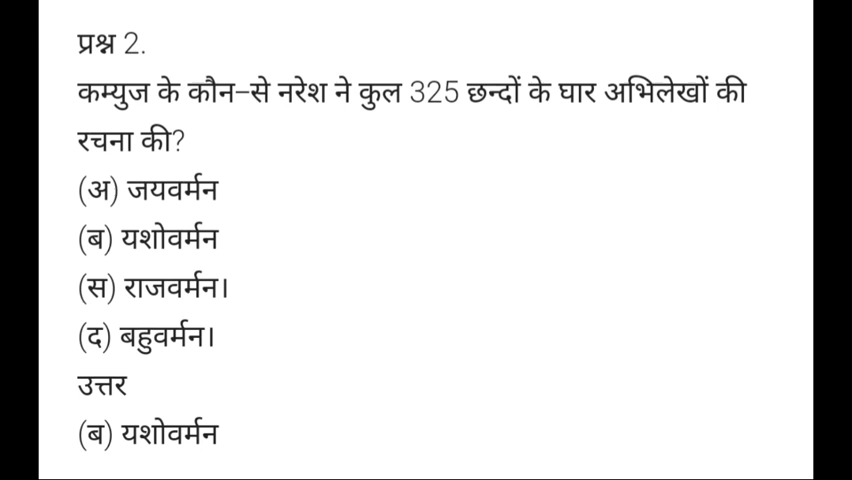 प्रश्न 2.
कम्युज के कौन-से नरेश ने कुल 325 छन्दों के घार अभिलेखों की
रचना की?
(अ) जयवर्मन
(ब) यशोवर्मन
(स) राजवर्मन।
(द) बहुवर्मन।
उत्तर
(ब) यशोवर्मन